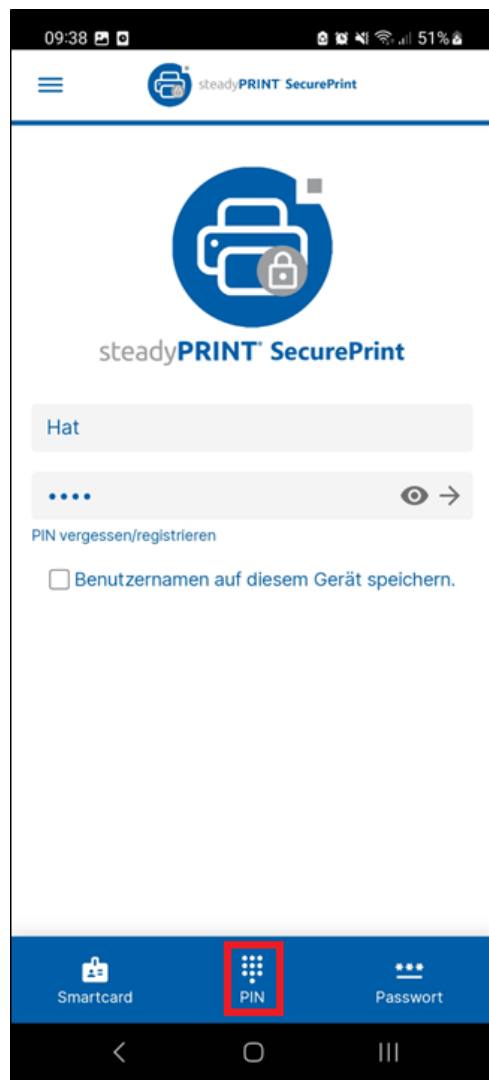 09:38 51%
steadyPRINT SecurePrint
steadyPRINT® SecurePrint
Hat
••••
PIN vergessen/registrieren
Benutzernamen auf diesem Gerät speichern.
Smartcard PIN Passwort